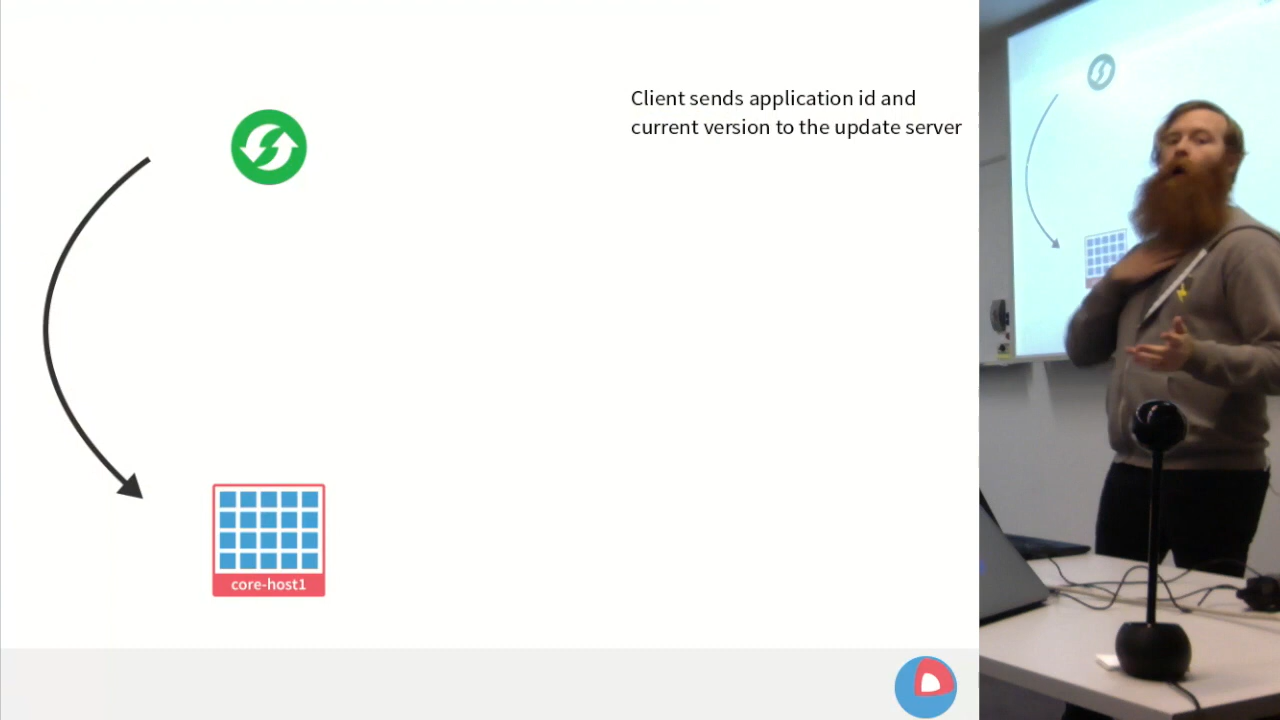 Client sends application id and
current version to the update server
core-host1